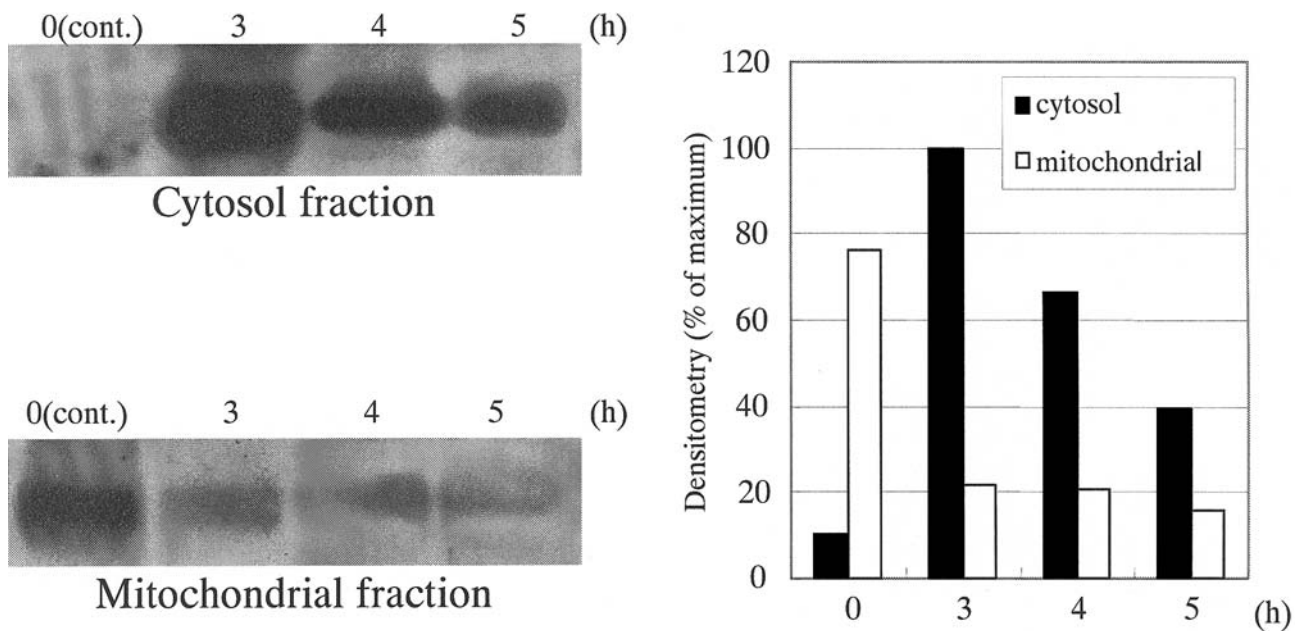 0(cont.) 3 4 5 (h)
Cytosol fraction
0(cont.) 3 4 5 (h)
Mitochondrial fraction
Densitometry (% of maximum)
120
100
80
60
40
20
0
cytosol
mitochondrial
0 3 4 5 (h)